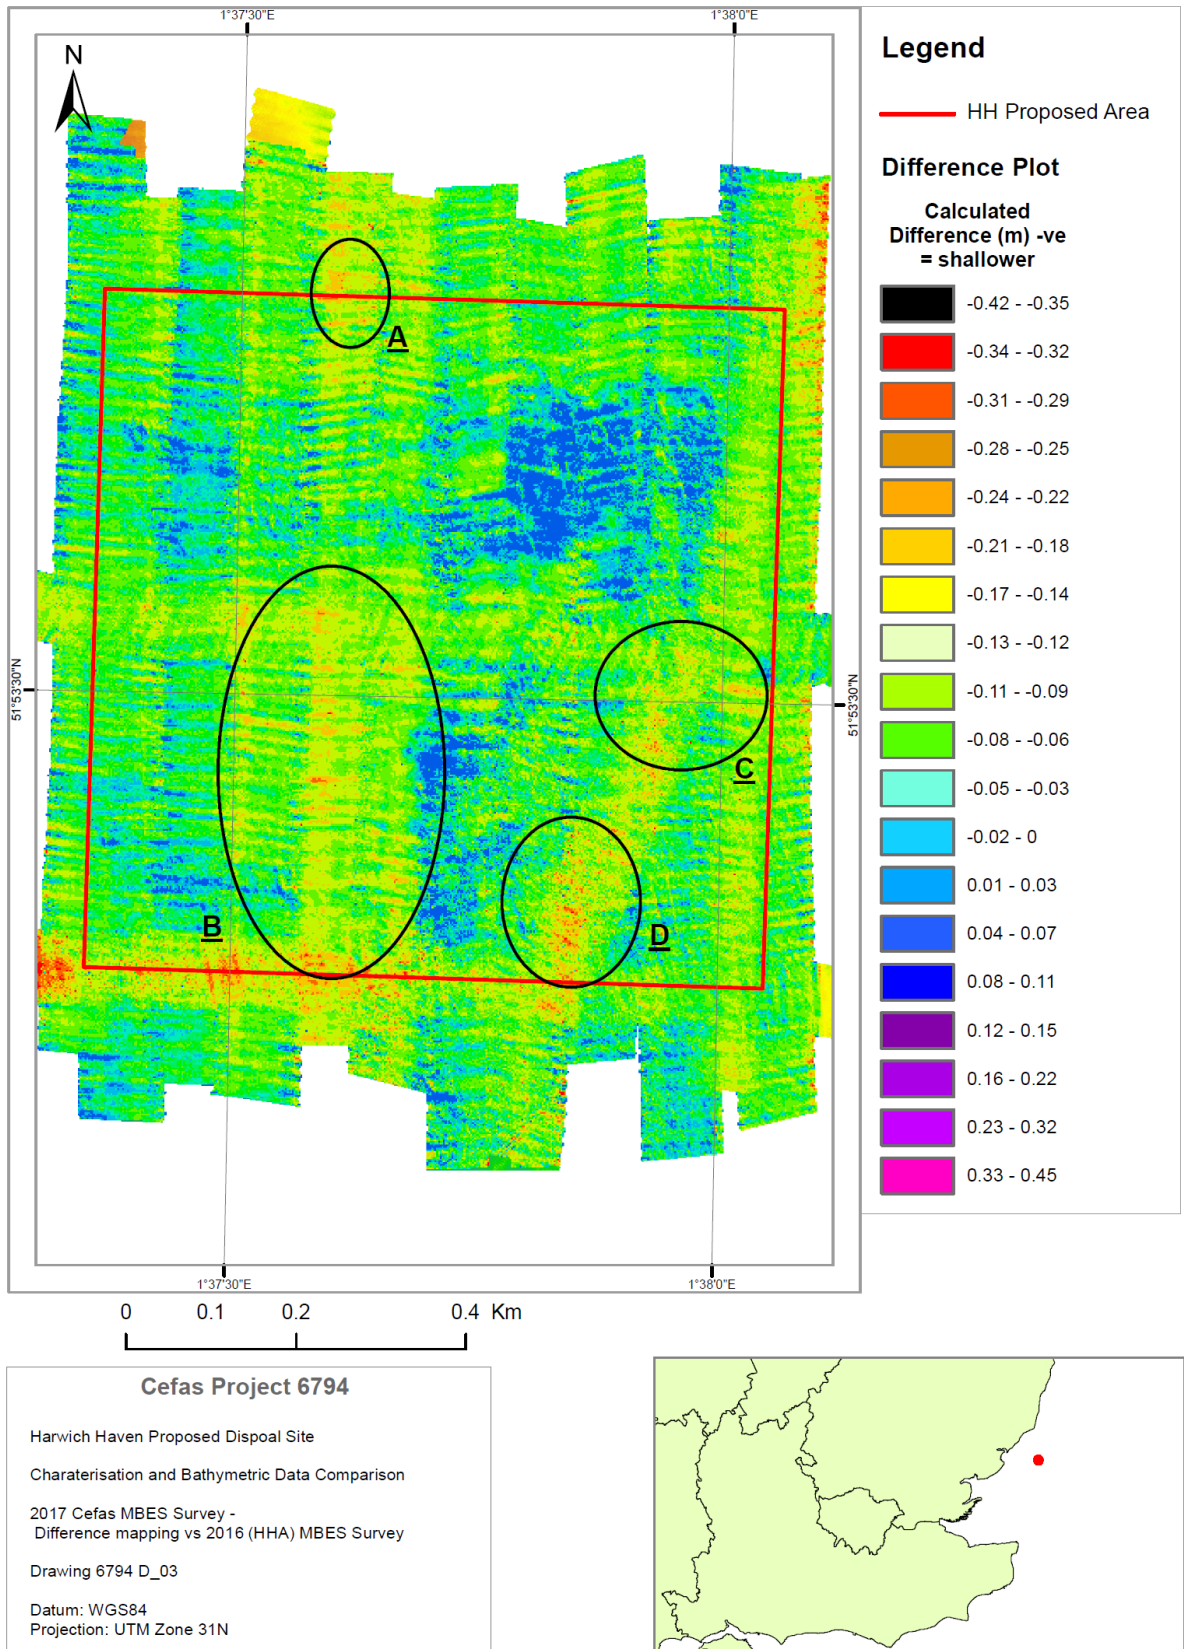 1°37'30"E
1°38'0"E
N
A
51°53'30"N
51°53'30"N
C
B
D
1°37'30"E
1°38'0"E
0 0.1 0.2 0.4 Km
Legend
HH Proposed Area
Difference Plot
Calculated
Difference (m) -ve
= shallower
-0.42 - -0.35
-0.34 - -0.32
-0.31 - -0.29
-0.28 - -0.25
-0.24 - -0.22
-0.21 - -0.18
-0.17 - -0.14
-0.13 - -0.12
-0.11 - -0.09
-0.08 - -0.06
-0.05 - -0.03
-0.02 - 0
0.01 - 0.03
0.04 - 0.07
0.08 - 0.11
0.12 - 0.15
0.16 - 0.22
0.23 - 0.32
0.33 - 0.45
Cefas Project 6794
Harwich Haven Proposed Dispoal Site
Charaterisation and Bathymetric Data Comparison
2017 Cefas MBES Survey -
Difference mapping vs 2016 (HHA) MBES Survey
Drawing 6794 D_03
Datum: WGS84
Projection: UTM Zone 31N